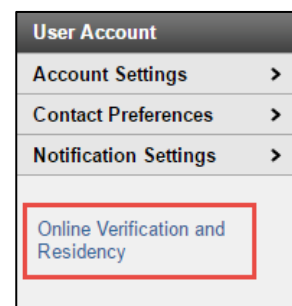 User Account
Account Settings >
Contact Preferences >
Notification Settings >
Online Verification and
Residency